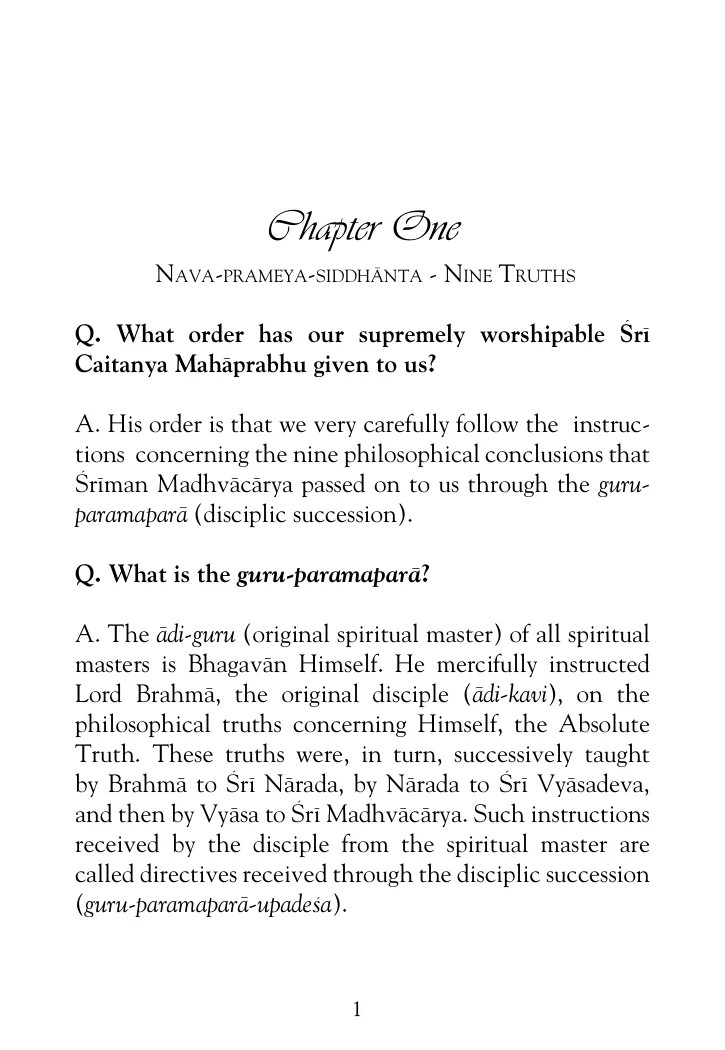 Chapter One
Nava-prameya-siddhānta - Nine Truths
Q. What order has our supremely worshipable Śrī
Caitanya Mahāprabhu given to us?
A. His order is that we very carefully follow the instruc-
tions concerning the nine philosophical conclusions that
Śrīman Madhvācārya passed on to us through the guru-
paramaparā (disciplic succession).
Q. What is the guru-paramaparā?
A. The ādi-guru (original spiritual master) of all spiritual
masters is Bhagavān Himself. He mercifully instructed
Lord Brahmā, the original disciple (ādi-kavi), on the
philosophical truths concerning Himself, the Absolute
Truth. These truths were, in turn, successively taught
by Brahmā to Śrī Nārada, by Nārada to Śrī Vyāsadeva,
and then by Vyāsa to Śrī Madhvācārya. Such instructions
received by the disciple from the spiritual master are
called directives received through the disciplic succession
(guru-paramaparā-upadeśa).
1